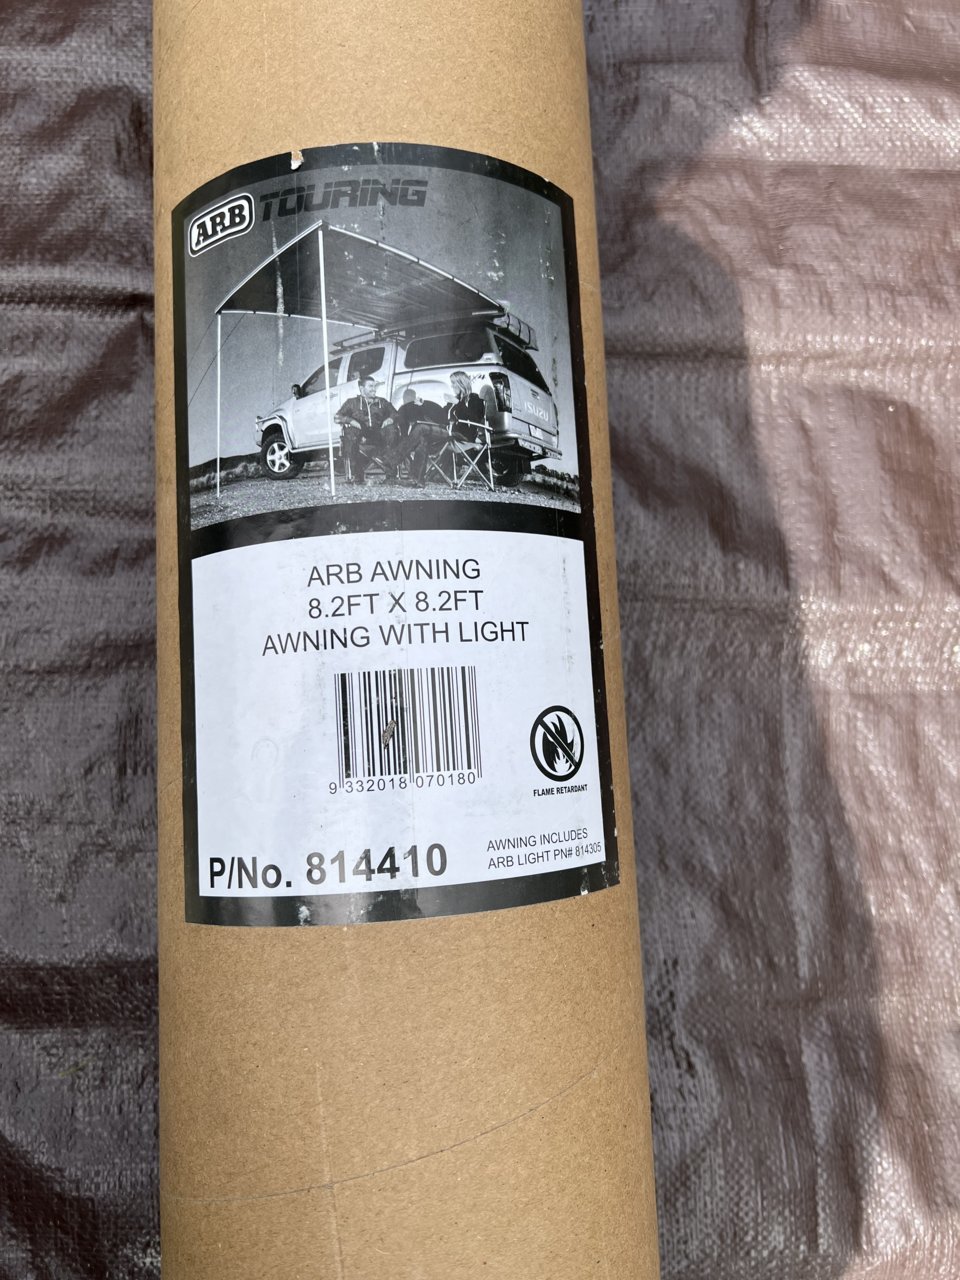 ARB TOURING
ISUZU
ARB AWNING
8.2FT X 8.2FT
AWNING WITH LIGHT
9 332018 070180
FLAME RETARDANT
P/No. 814410
AWNING INCLUDES
ARB LIGHT PN# 814305